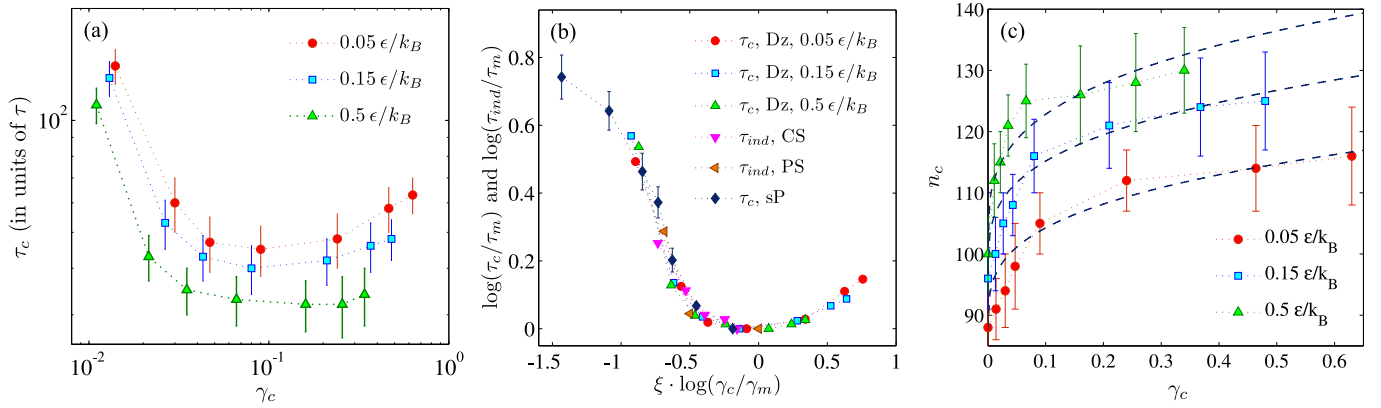 (a)
0.05 ϵ/k_B
0.15 ϵ/k_B
0.5 ϵ/k_B
τ_c (in units of τ)
10^2
10^-2
10^-1
10^0
γ_c
(b)
τ_c, Dz, 0.05 ϵ/k_B
τ_c, Dz, 0.15 ϵ/k_B
τ_c, Dz, 0.5 ϵ/k_B
τ_ind, CS
τ_ind, PS
τ_c, sP
log(τ_c/τ_m) and log(τ_ind/τ_m)
0.8
0.6
0.4
0.2
0
-1.5
-1
-0.5
0
0.5
1
ξ · log(γ_c/γ_m)
(c)
n_c
140
130
120
110
100
90
0
0.1
0.2
0.3
0.4
0.5
0.6
γ_c
0.05 ε/k_B
0.15 ε/k_B
0.5 ε/k_B